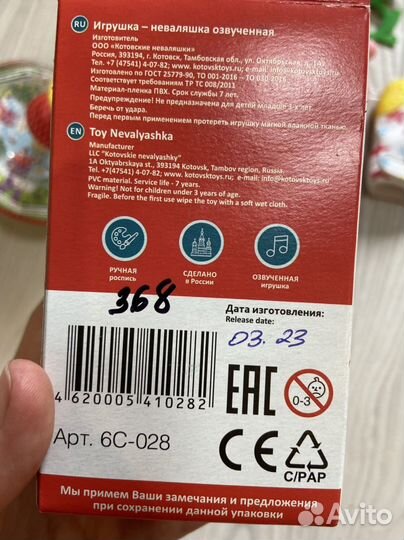 RU Игрушка – неваляшка озвученная
Изготовитель
ООО «Котовские неваляшки»
Россия, 393194, г. Котовск, Тамбовская обл., ул. Октябрьская, д. 1А
Тел. +7 (47541) 4-07-82; www.kotovsktoys.ru; e-mail: info@kotovsktoys.ru
Изготовлено по ГОСТ 25779-90, ТО 001-2016 – ТО 030-2016
Соответствует требованиям ТР ТС 008/2011
Материал-пленка ПВХ. Срок службы 7 лет.
Предупреждение! Не предназначена для детей младше 3-х лет.
Беречь от удара.
Перед первым применением протереть игрушку мягкой влажной тканью.
EN Toy Nevalyashka
Manufacturer
LLC "Kotovskie nevalyashky"
1A Oktyabrskaya st., 393194 Kotovsk, Tambov region, Russia.
Tel. +7(47541) 4-07-82; www.kotovsktoys.ru; e-mail: info@kotovsktoys.ru
PVC material. Service life - 7 years.
Warning! Not for children under 3 years of age.
Fragile. Before the first use wipe the toy with a soft wet cloth.
РУЧНАЯ
роспись
СДЕЛАНО
в России
ОЗВУЧЕННАЯ
игрушка
368
Дата изготовления:
Release date:
03.23
4 620005 410282
EAC
0-3
Арт. 6С-028
CE
C/PAP
Мы примем Ваши замечания и предложения
при сохранении данной упаковки
Avito